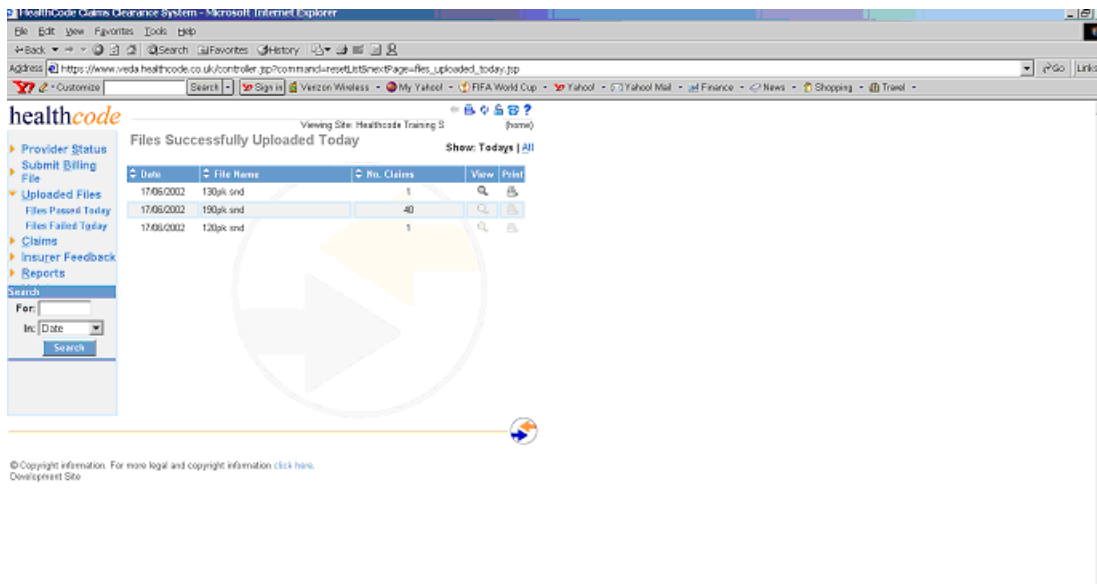 HealthCode Claims Clearance System - Microsoft Internet Explorer
File Edit View Favorites Tools Help
Back Search Favorites History
Address https://www.veda.healthcode.co.uk/controller.jsp?command=resetList&nextPage=files_uploaded_today.jsp Go Links
Y? Customize Search Sign in Verizon Wireless My Yahoo! FIFA World Cup Yahoo! Yahoo! Mail Finance News Shopping Travel
healthcode
Viewing Site: Healthcode Training S (home)
Files Successfully Uploaded Today
Show: Todays | All
Provider Status
Submit Billing
File
Uploaded Files
Files Passed Today
Files Failed Today
Claims
Insurer Feedback
Reports
Date File Name No. Claims View Print
17/06/2002 130pk.snd 1
17/06/2002 190pk.snd 40
17/06/2002 120pk.snd 1
Search
For:
In: Date
Search
© Copyright information. For more legal and copyright information click here.
Development Site